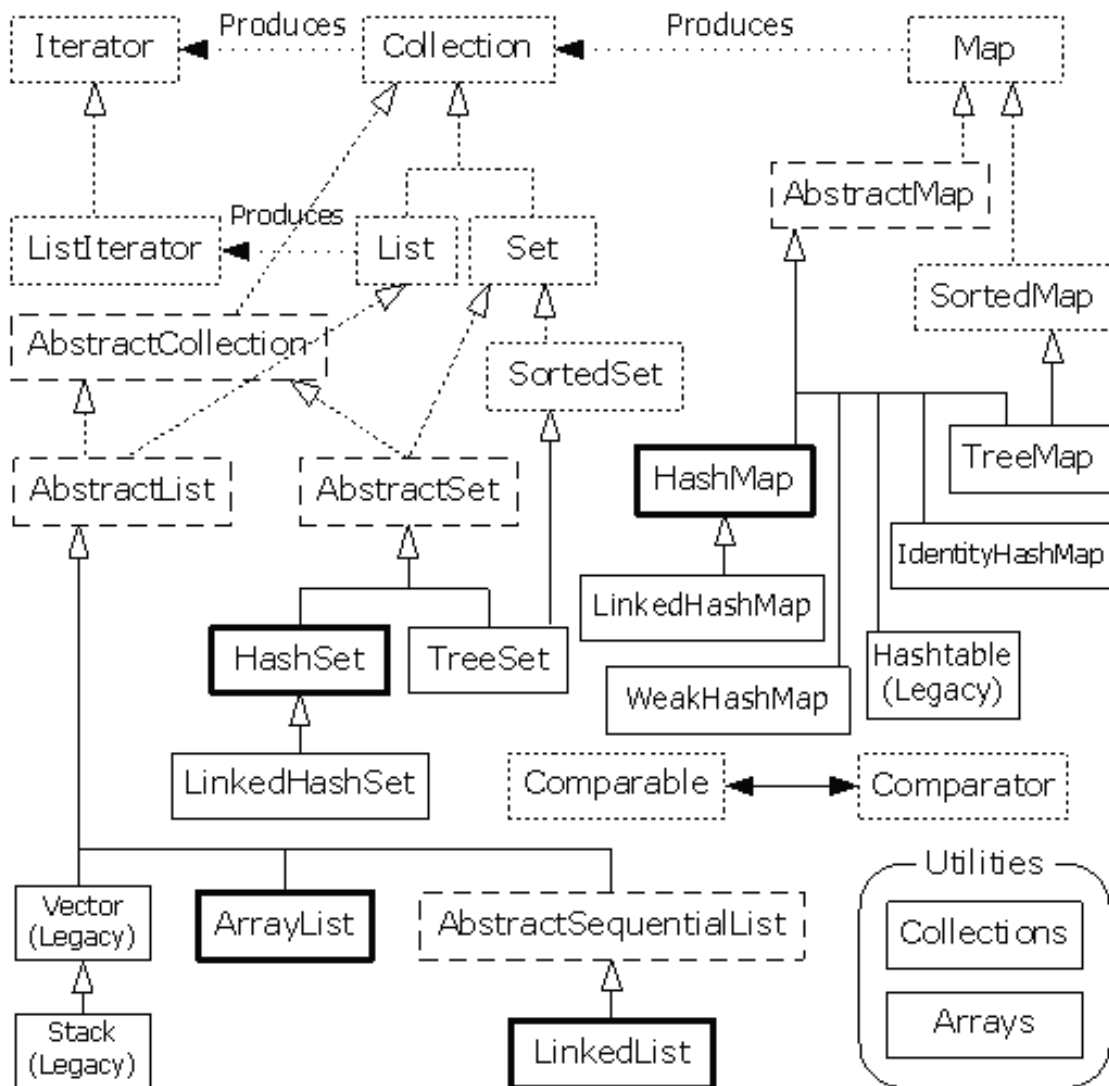 Iterator
Produces
Collection
Produces
Map
AbstractMap
ListIterator
Produces
List
Set
SortedMap
AbstractCollection
SortedSet
TreeMap
AbstractList
AbstractSet
HashMap
IdentityHashMap
LinkedHashMap
HashSet
TreeSet
Hashtable
(Legacy)
WeakHashMap
LinkedHashSet
Comparable
Comparator
Utilities
Vector
(Legacy)
ArrayList
AbstractSequentialList
Collections
Stack
(Legacy)
LinkedList
Arrays